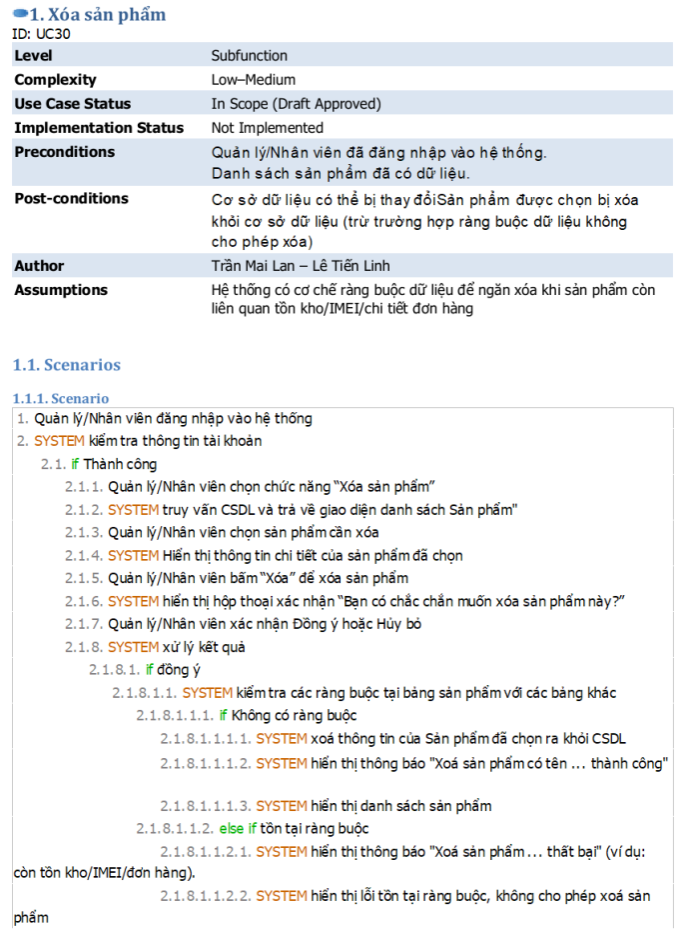 1. Xóa sản phẩm
ID: UC30
Level Subfunction
Complexity Low–Medium
Use Case Status In Scope (Draft Approved)
Implementation Status Not Implemented
Preconditions Quản lý/Nhân viên đã đăng nhập vào hệ thống.
Danh sách sản phẩm đã có dữ liệu.
Post-conditions Cơ sở dữ liệu có thể bị thay đổiSản phẩm được chọn bị xóa
khỏi cơ sở dữ liệu (trừ trường hợp ràng buộc dữ liệu không
cho phép xóa)
Author Trần Mai Lan – Lê Tiến Linh
Assumptions Hệ thống có cơ chế ràng buộc dữ liệu để ngăn xóa khi sản phẩm còn
liên quan tồn kho/IMEI/chi tiết đơn hàng
1.1. Scenarios
1.1.1. Scenario
1. Quản lý/Nhân viên đăng nhập vào hệ thống
2. SYSTEM kiểm tra thông tin tài khoản
2.1. if Thành công
2.1.1. Quản lý/Nhân viên chọn chức năng “Xóa sản phẩm”
2.1.2. SYSTEM truy vấn CSDL và trả về giao diện danh sách Sản phẩm"
2.1.3. Quản lý/Nhân viên chọn sản phẩm cần xóa
2.1.4. SYSTEM Hiển thị thông tin chi tiết của sản phẩm đã chọn
2.1.5. Quản lý/Nhân viên bấm “Xóa” để xóa sản phẩm
2.1.6. SYSTEM hiển thị hộp thoại xác nhận “Bạn có chắc chắn muốn xóa sản phẩm này?”
2.1.7. Quản lý/Nhân viên xác nhận Đồng ý hoặc Hủy bỏ
2.1.8. SYSTEM xử lý kết quả
2.1.8.1. if đồng ý
2.1.8.1.1. SYSTEM kiểm tra các ràng buộc tại bảng sản phẩm với các bảng khác
2.1.8.1.1.1. if Không có ràng buộc
2.1.8.1.1.1.1. SYSTEM xoá thông tin của Sản phẩm đã chọn ra khỏi CSDL
2.1.8.1.1.1.2. SYSTEM hiển thị thông báo "Xoá sản phẩm có tên ... thành công"
2.1.8.1.1.1.3. SYSTEM hiển thị danh sách sản phẩm
2.1.8.1.1.2. else if tồn tại ràng buộc
2.1.8.1.1.2.1. SYSTEM hiển thị thông báo "Xoá sản phẩm... thất bại" (ví dụ:
còn tồn kho/IMEI/đơn hàng).
2.1.8.1.1.2.2. SYSTEM hiển thị lỗi tồn tại ràng buộc, không cho phép xoá sản
phẩm